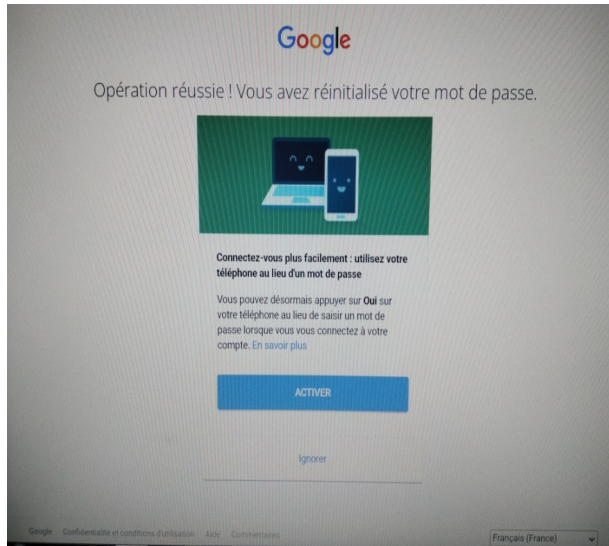 Google
Opération réussie ! Vous avez réinitialisé votre mot de passe.
Connectez-vous plus facilement : utilisez votre
téléphone au lieu d'un mot de passe
Vous pouvez désormais appuyer sur Oui sur
votre téléphone au lieu de saisir un mot de
passe lorsque vous vous connectez à votre
compte. En savoir plus
ACTIVER
Ignorer
Google Confidentialité et conditions d'utilisation Aide Commentaires
Français (France)